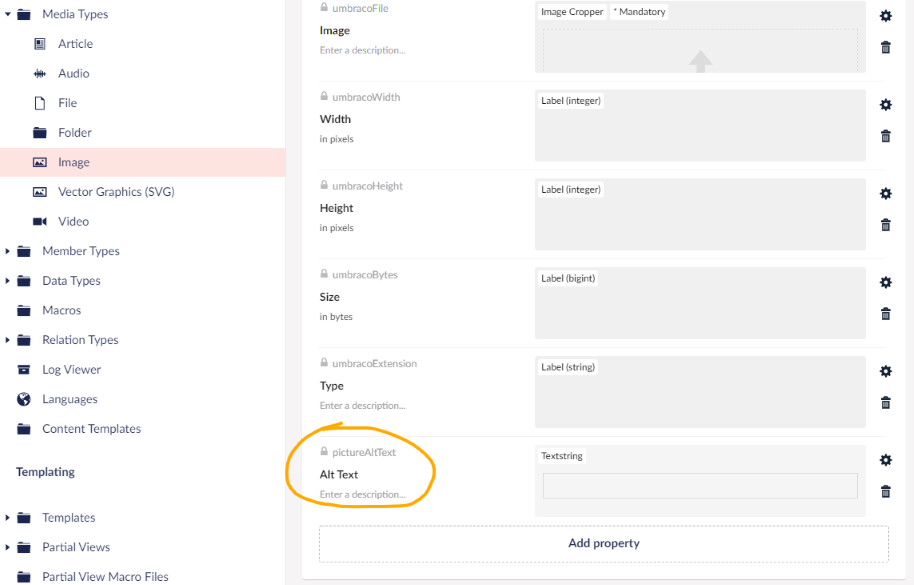 Media Types
Article
Audio
File
Folder
Image
Vector Graphics (SVG)
Video
Member Types
Data Types
Macros
Relation Types
Log Viewer
Languages
Content Templates
Templating
Templates
Partial Views
Partial View Macro Files
umbracoFile
Image
Enter a description...
Image Cropper * Mandatory
umbracoWidth
Width
in pixels
Label (integer)
umbracoHeight
Height
in pixels
Label (integer)
umbracoBytes
Size
in bytes
Label (bigint)
umbracoExtension
Type
Enter a description...
Label (string)
pictureAltText
Alt Text
Enter a description...
Textstring
Add property